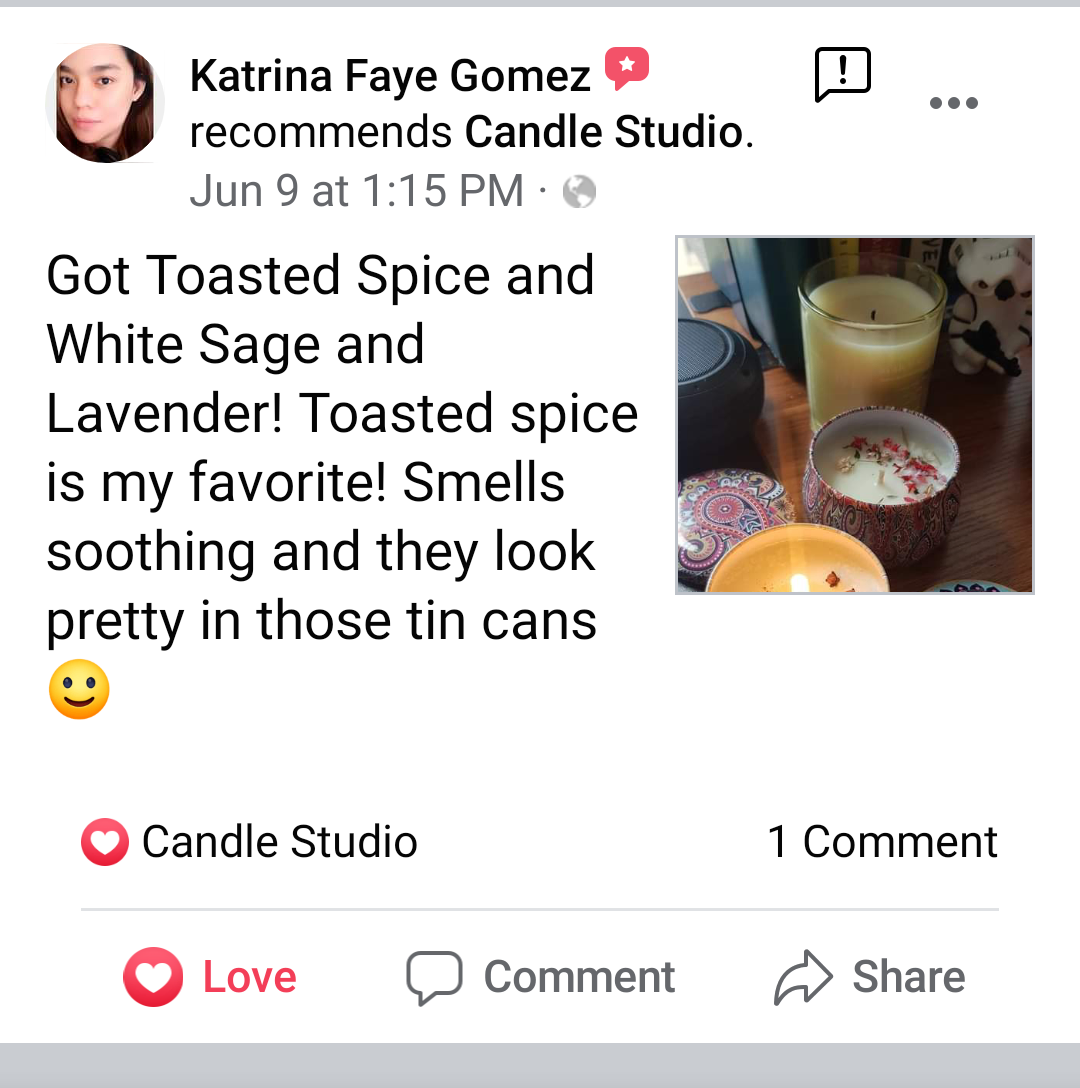 Katrina Faye Gomez
recommends Candle Studio.
Jun 9 at 1:15 PM ·
Got Toasted Spice and
White Sage and
Lavender! Toasted spice
is my favorite! Smells
soothing and they look
pretty in those tin cans
🙂
Candle Studio
1 Comment
Love
Comment
Share